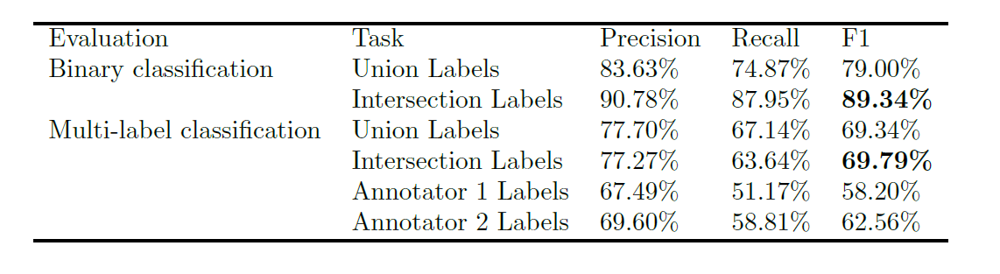 Evaluation Task Precision Recall F1
Binary classification Union Labels 83.63% 74.87% 79.00%
Intersection Labels 90.78% 87.95% 89.34%
Multi-label classification Union Labels 77.70% 67.14% 69.34%
Intersection Labels 77.27% 63.64% 69.79%
Annotator 1 Labels 67.49% 51.17% 58.20%
Annotator 2 Labels 69.60% 58.81% 62.56%